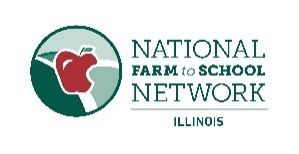 NATIONAL
FARM to SCHOOL
NETWORK
ILLINOIS